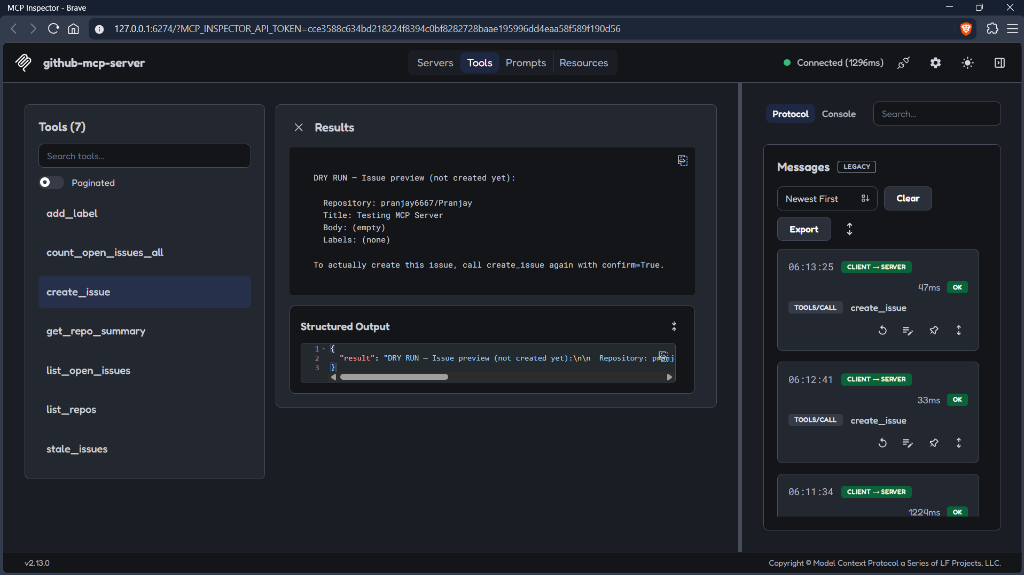 MCP Inspector - Brave
127.0.0.1:6274/?MCP_INSPECTOR_API_TOKEN=cce3588c634bd218224f8394c0bf8282728baae195996dd4eaa58f589f190d56
github-mcp-server
Servers Tools Prompts Resources
Connected (1296ms)
Tools (7)
Search tools...
Paginated
add_label
count_open_issues_all
create_issue
get_repo_summary
list_open_issues
list_repos
stale_issues
Results
DRY RUN — Issue preview (not created yet):
Repository: pranjay6667/Pranjay
Title: Testing MCP Server
Body: (empty)
Labels: (none)
To actually create this issue, call create_issue again with confirm=True.
Structured Output
1 {
2 "result": "DRY RUN — Issue preview (not created yet):\n\n  Repository: pranj
3 }
Protocol Console
Search...
Messages LEGACY
Newest First
Clear
Export
06:13:25 CLIENT → SERVER
47ms OK
TOOLS/CALL create_issue
06:12:41 CLIENT → SERVER
33ms OK
TOOLS/CALL create_issue
06:11:34 CLIENT → SERVER
1224ms OK
v2.13.0
Copyright © Model Context Protocol a Series of LF Projects, LLC.